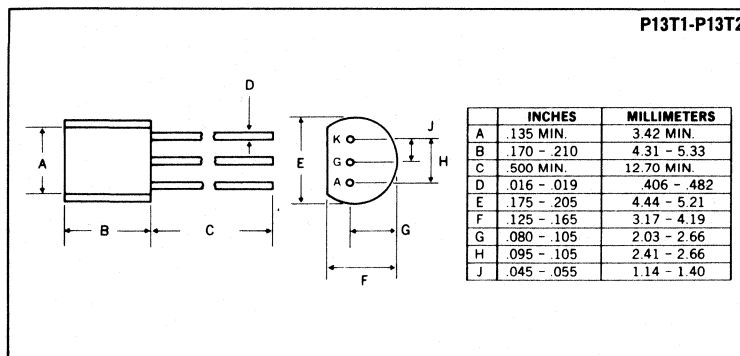 P13T1-P13T2
D
A
B
C
K
G
A
E
J
H
G
F
INCHES MILLIMETERS
A .135 MIN. 3.42 MIN.
B .170 - .210 4.31 - 5.33
C .500 MIN. 12.70 MIN.
D .016 - .019 .406 - .482
E .175 - .205 4.44 - 5.21
F .125 - .165 3.17 - 4.19
G .080 - .105 2.03 - 2.66
H .095 - .105 2.41 - 2.66
J .045 - .055 1.14 - 1.40